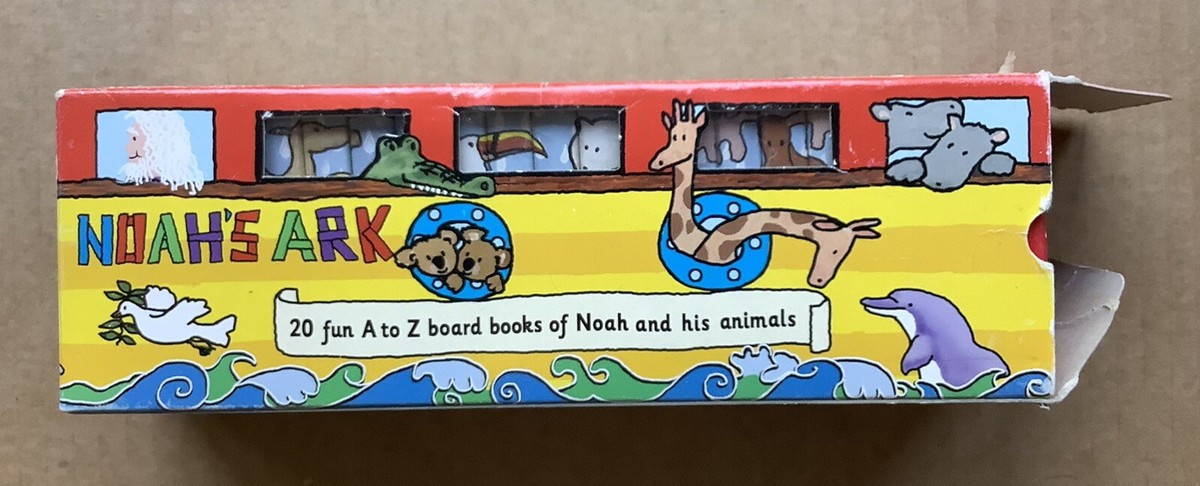 NOAH'S ARK
20 fun A to Z board books of Noah and his animals